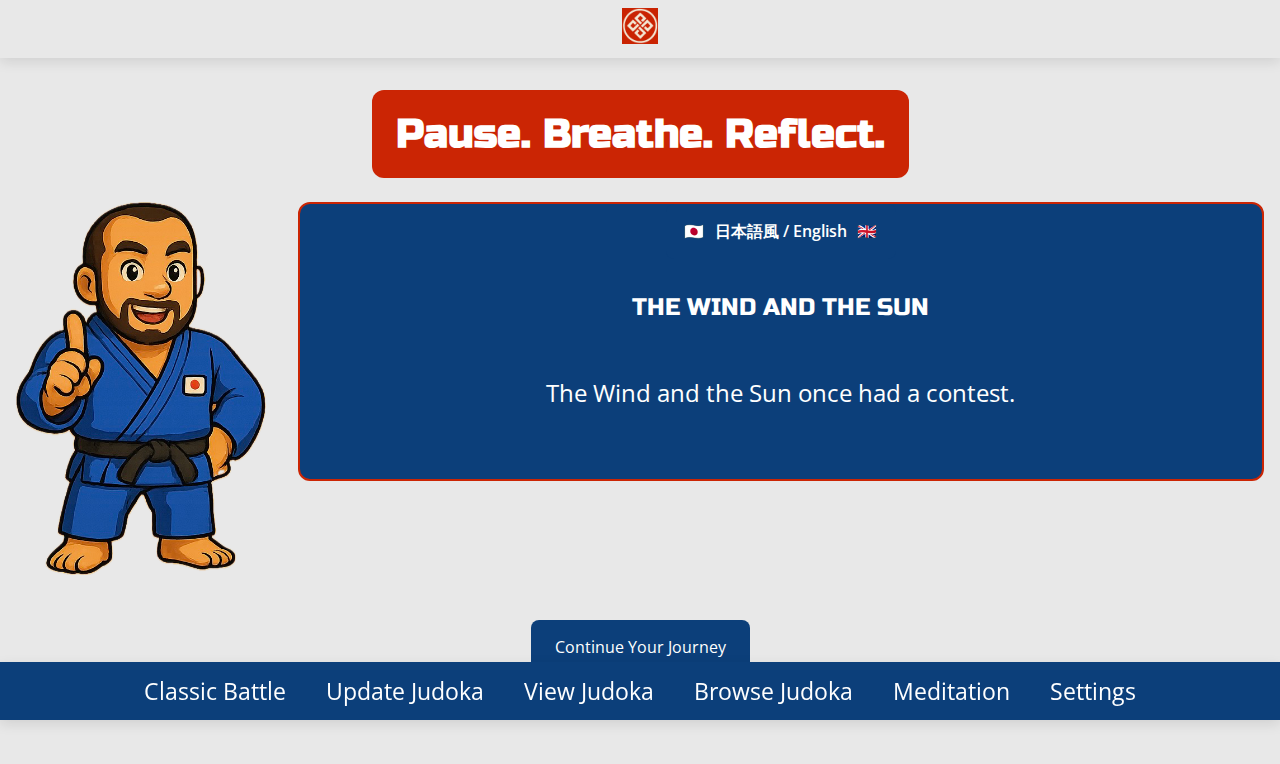 Pause. Breathe. Reflect.
日本語風 / English
THE WIND AND THE SUN
The Wind and the Sun once had a contest.
Continue Your Journey
Classic Battle Update Judoka View Judoka Browse Judoka Meditation Settings